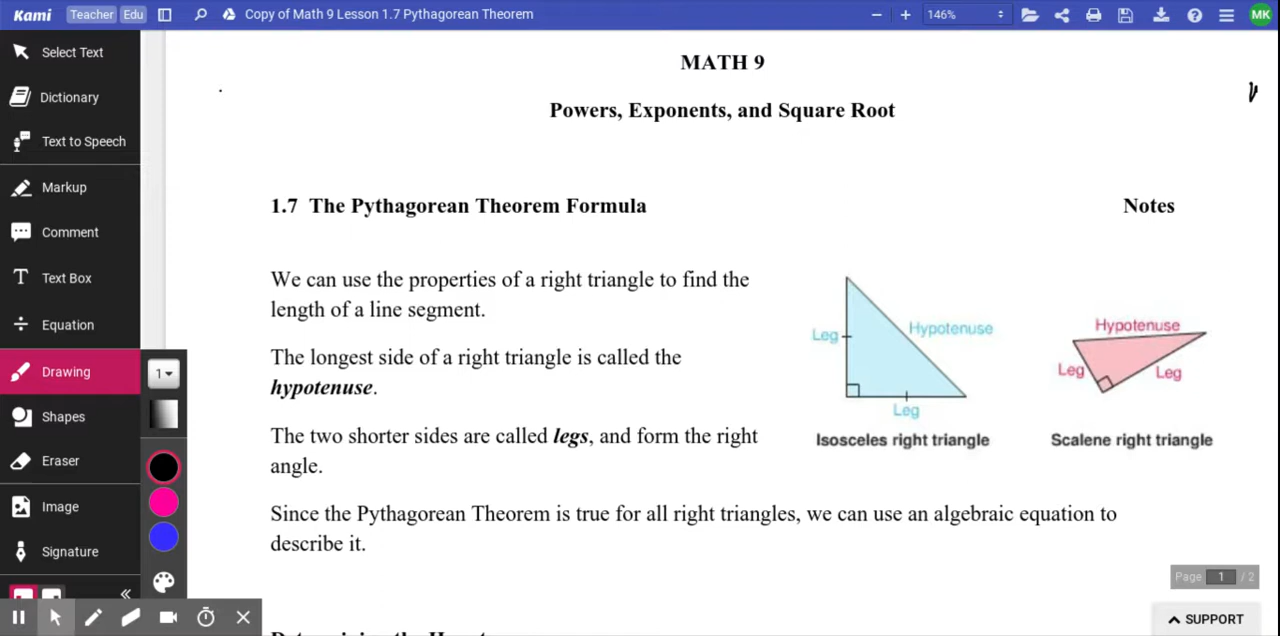 Kami Teacher Edu Copy of Math 9 Lesson 1.7 Pythagorean Theorem 146% MK
Select Text
Dictionary
Text to Speech
Markup
Comment
Text Box
Equation
Drawing
1
Shapes
Eraser
Image
Signature
MATH 9
Powers, Exponents, and Square Root
1.7 The Pythagorean Theorem Formula Notes
We can use the properties of a right triangle to find the
length of a line segment.
The longest side of a right triangle is called the
hypotenuse.
The two shorter sides are called legs, and form the right
angle.
Leg
Hypotenuse
Leg
Isosceles right triangle
Hypotenuse
Leg
Leg
Scalene right triangle
Since the Pythagorean Theorem is true for all right triangles, we can use an algebraic equation to
describe it.
Page 1 / 2
SUPPORT